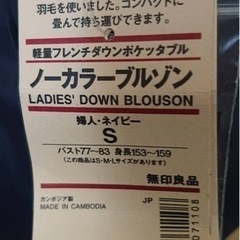 羽毛を使いました。コンパクトに
畳んで持ち運びできます。
軽量フレンチダウンポケッタブル
ノーカラーブルゾン
LADIES' DOWN BLOUSON
婦人・ネイビー
S
バスト77〜83 身長153〜159
(この商品はS・M・Lサイズがあります)
無印良品
カンボジア製
MADE IN CAMBODIA
JP
071108